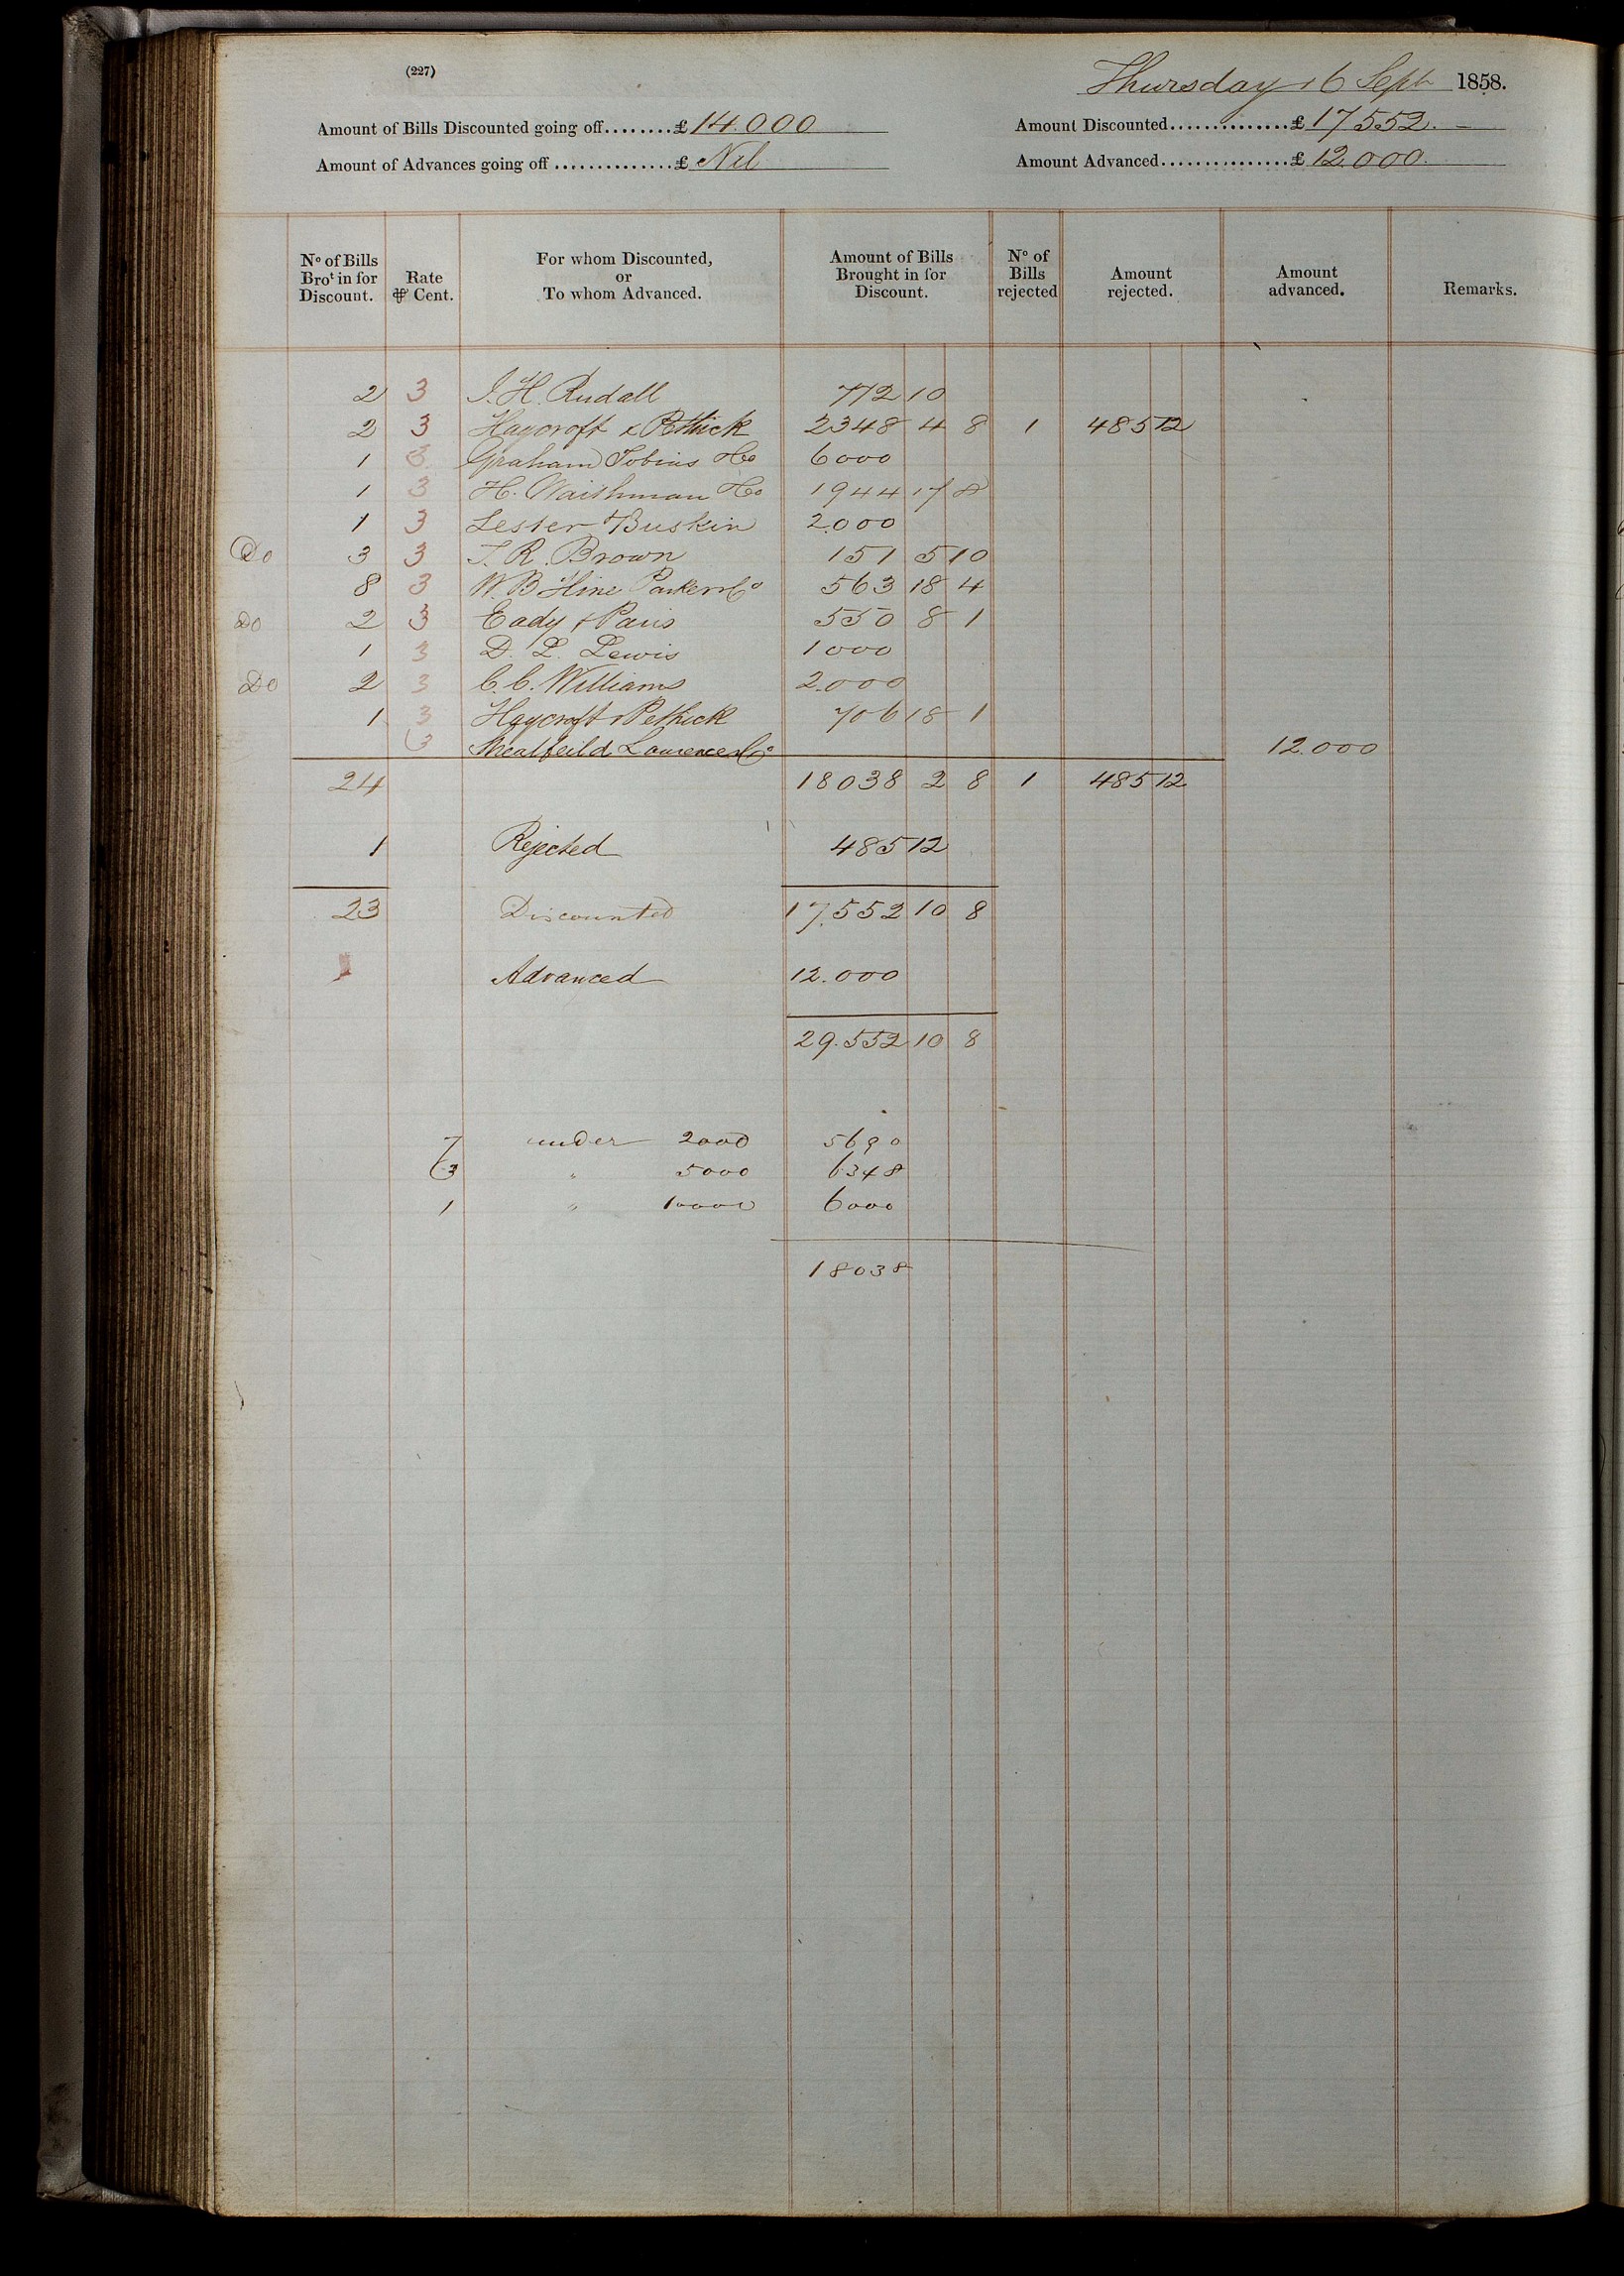 (227)
Thursday 16 Sept 1858.
Amount of Bills Discounted going off........£ 14.000
Amount Discounted..............£ 17552. —
Amount of Advances going off..............£ Nil
Amount Advanced...............£ 12.000.
Nº of Bills Broᵗ in for Discount. Rate ⅌ Cent. For whom Discounted, or To whom Advanced. Amount of Bills Brought in for Discount. Nº of Bills rejected Amount rejected. Amount advanced. Remarks.
2 3 J. H. Rudall 772 10
2 3 Haycroft & Pethick 2348 4 8 1 485 12
1 3 Graham Tobias &Co 6000
1 3 H. Waithman &Co 1944 17 8
1 3 Lester & Buskin 2.000
Do 3 3 T. R. Brown 151 5 10
8 3 W. B. Hine Parker &Co 563 18 4
Do 2 3 Eady & Paris 550 8 1
1 3 D. L. Lewis 1000
Do 2 3 C. C. Williams 2.000
1 3 Haycroft & Pethick 706 18 1
3 Mealfeild Laurence &Co 12.000
24 18038 2 8 1 485 12
1 Rejected 485 12
23 Discounted 17.552 10 8
Advanced 12.000
29.552 10 8
7 under 2000 5690
3 " 5000 6348
1 " 10000 6000
18038